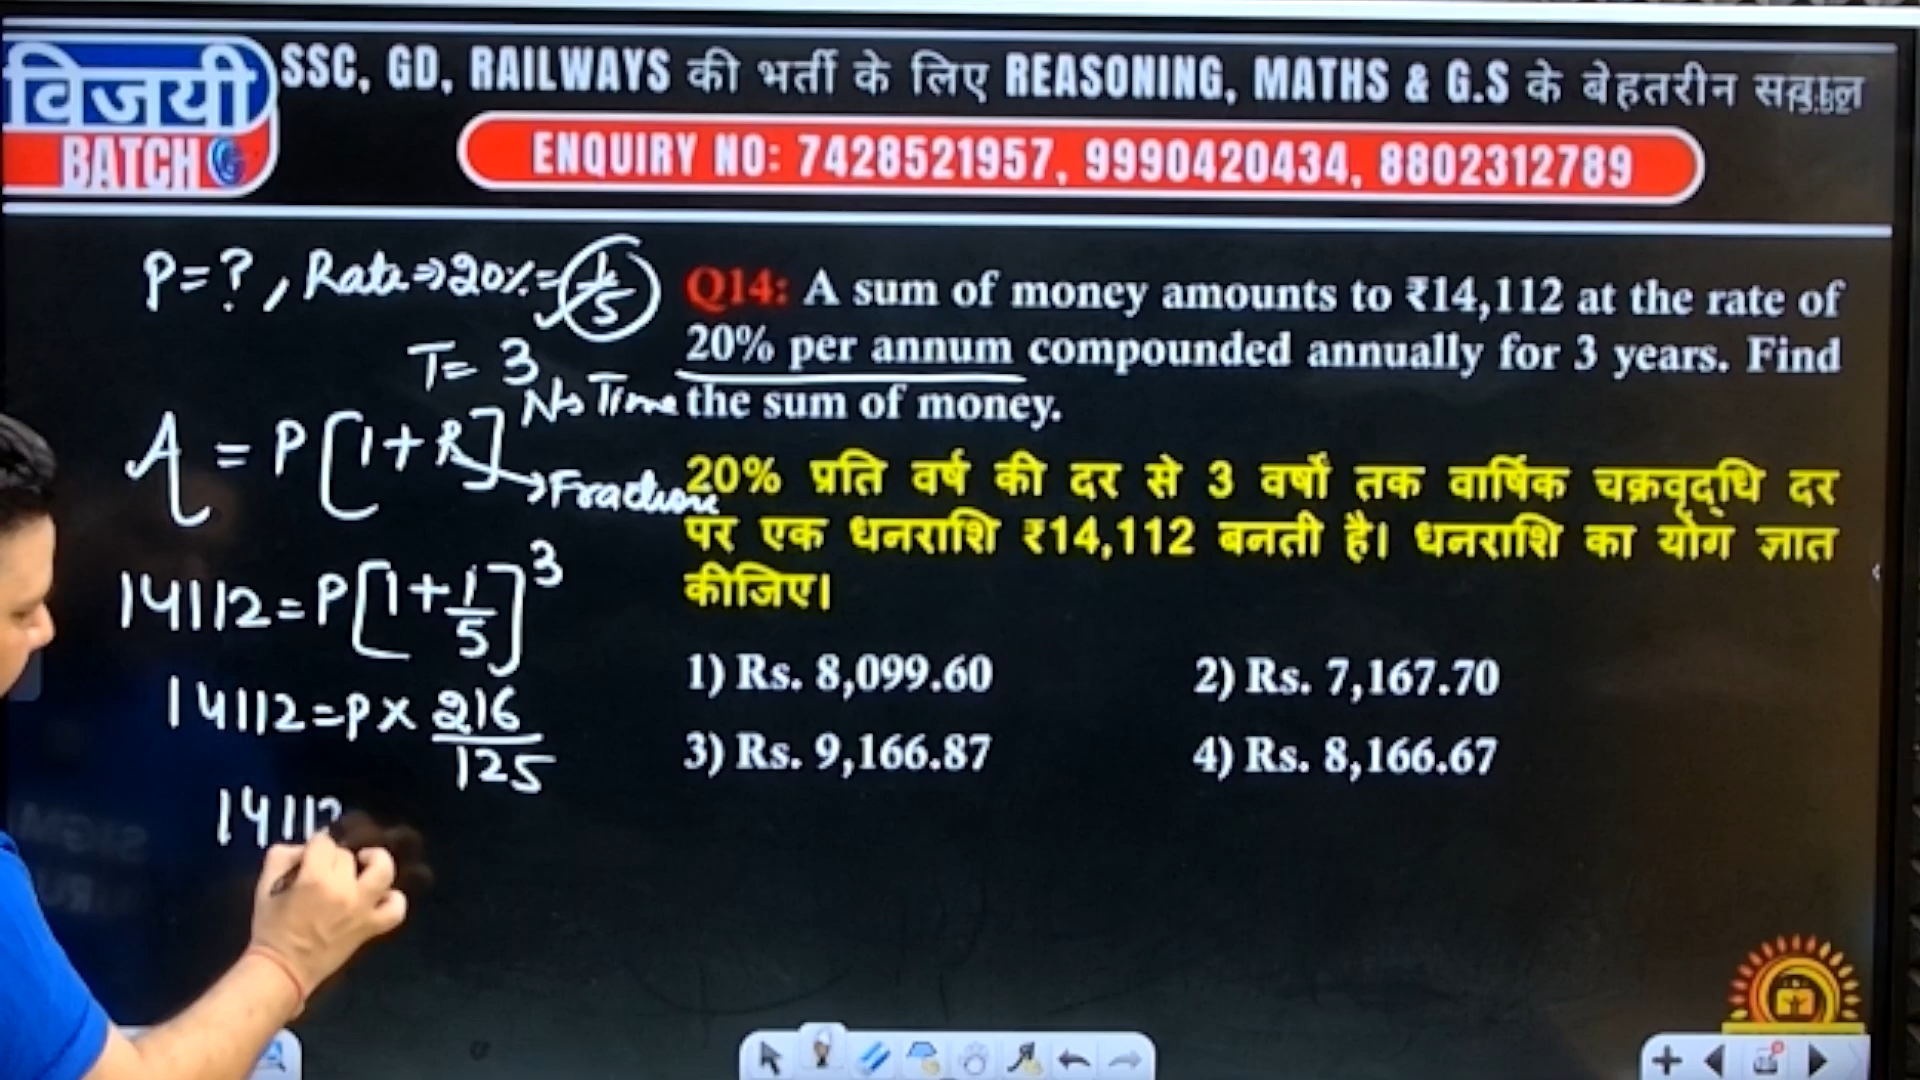 विजयी
BATCH
SSC, GD, RAILWAYS की भर्ती के लिए REASONING, MATHS & G.S के बेहतरीन सवाल
ENQUIRY NO: 7428521957, 9990420434, 8802312789
P=?, Rate⇒20%=1/5
T= 3
No Time
A = P[1+R]
→Fraction
14112=P[1+1/5]³
14112=P×216/125
14112
Q14: A sum of money amounts to ₹14,112 at the rate of
20% per annum compounded annually for 3 years. Find
the sum of money.
20% प्रति वर्ष की दर से 3 वर्षों तक वार्षिक चक्रवृद्धि दर
पर एक धनराशि ₹14,112 बनती है। धनराशि का योग ज्ञात
कीजिए।
1) Rs. 8,099.60
2) Rs. 7,167.70
3) Rs. 9,166.87
4) Rs. 8,166.67